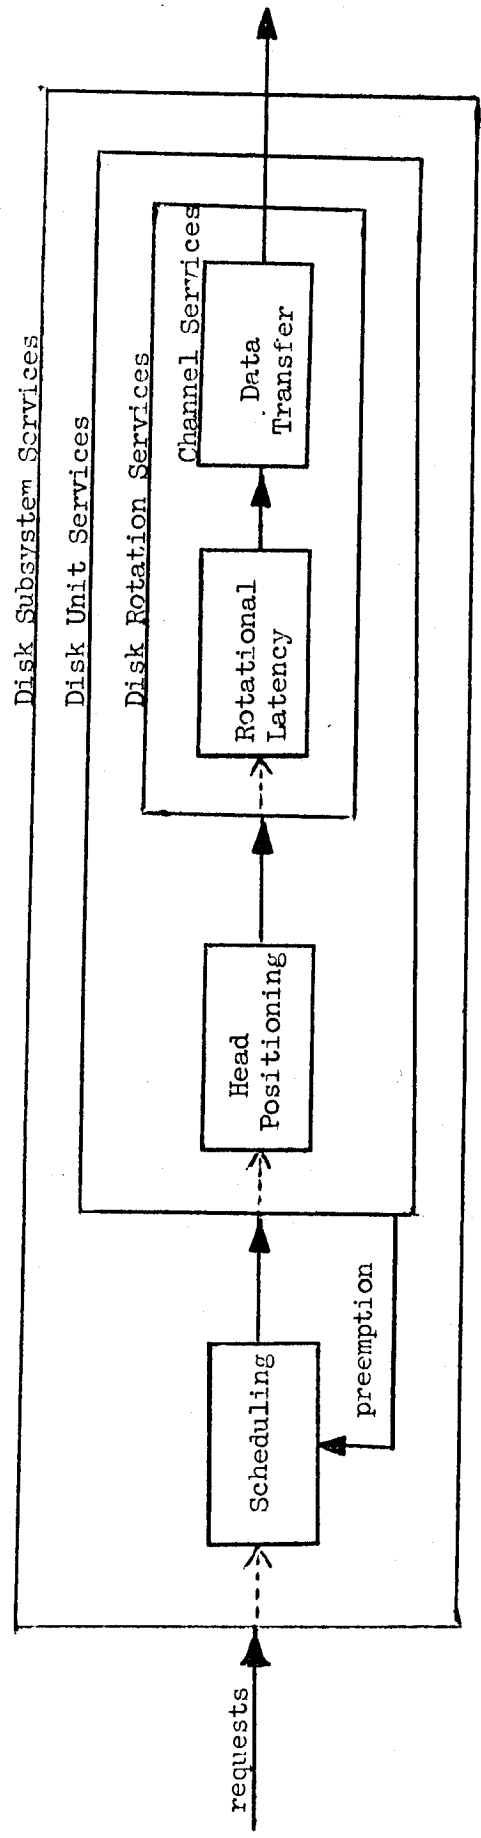 Disk Subsystem Services
Disk Unit Services
Disk Rotation Services
Channel Services
requests
Scheduling
preemption
Head
Positioning
Rotational
Latency
Data
Transfer